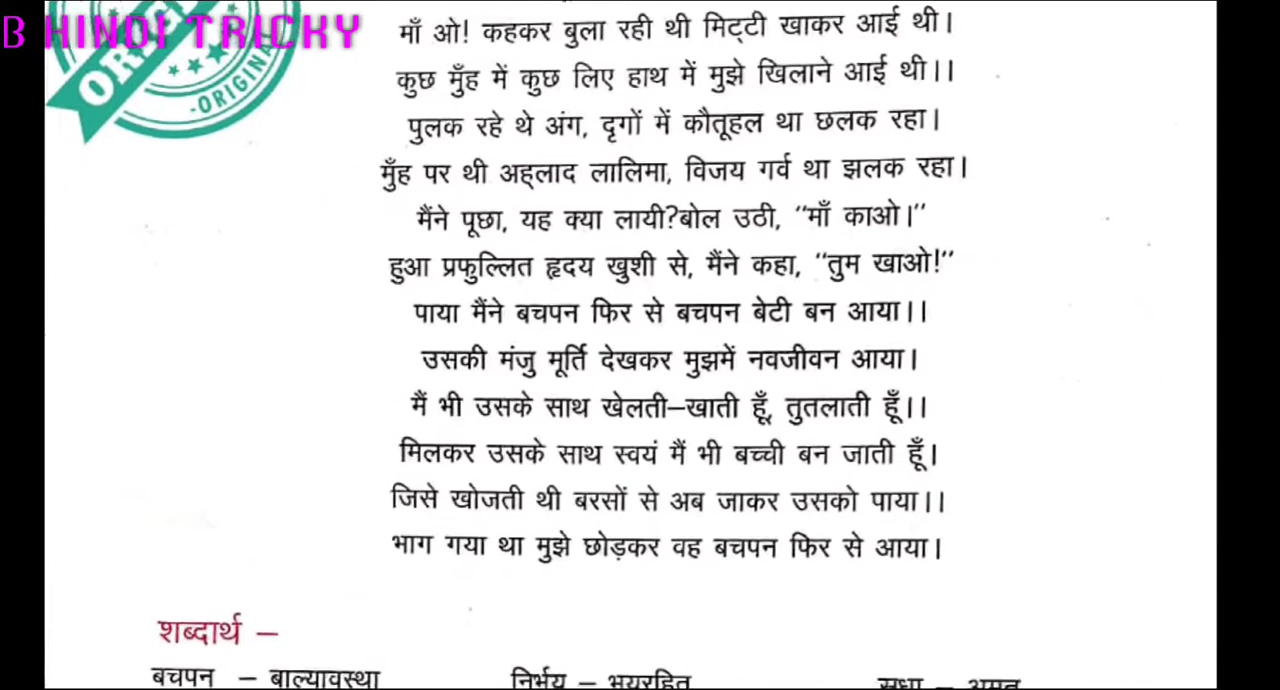 B HINDI TRICKY
ORIGINAL
माँ ओ! कहकर बुला रही थी मिट्टी खाकर आई थी।
कुछ मुँह में कुछ लिए हाथ में मुझे खिलाने आई थी।।
पुलक रहे थे अंग, दृगों में कौतूहल था छलक रहा।
मुँह पर थी अह्लाद लालिमा, विजय गर्व था झलक रहा।
मैंने पूछा, यह क्या लायी?बोल उठी, “माँ काओ।”
हुआ प्रफुल्लित हृदय खुशी से, मैंने कहा, “तुम खाओ!”
पाया मैंने बचपन फिर से बचपन बेटी बन आया।।
उसकी मंजु मूर्ति देखकर मुझमें नवजीवन आया।
मैं भी उसके साथ खेलती–खाती हूँ, तुतलाती हूँ।।
मिलकर उसके साथ स्वयं मैं भी बच्ची बन जाती हूँ।
जिसे खोजती थी बरसों से अब जाकर उसको पाया।।
भाग गया था मुझे छोड़कर वह बचपन फिर से आया।
शब्दार्थ –
बचपन – बाल्यावस्था निर्भय – भयरहित सुधा – अमृत